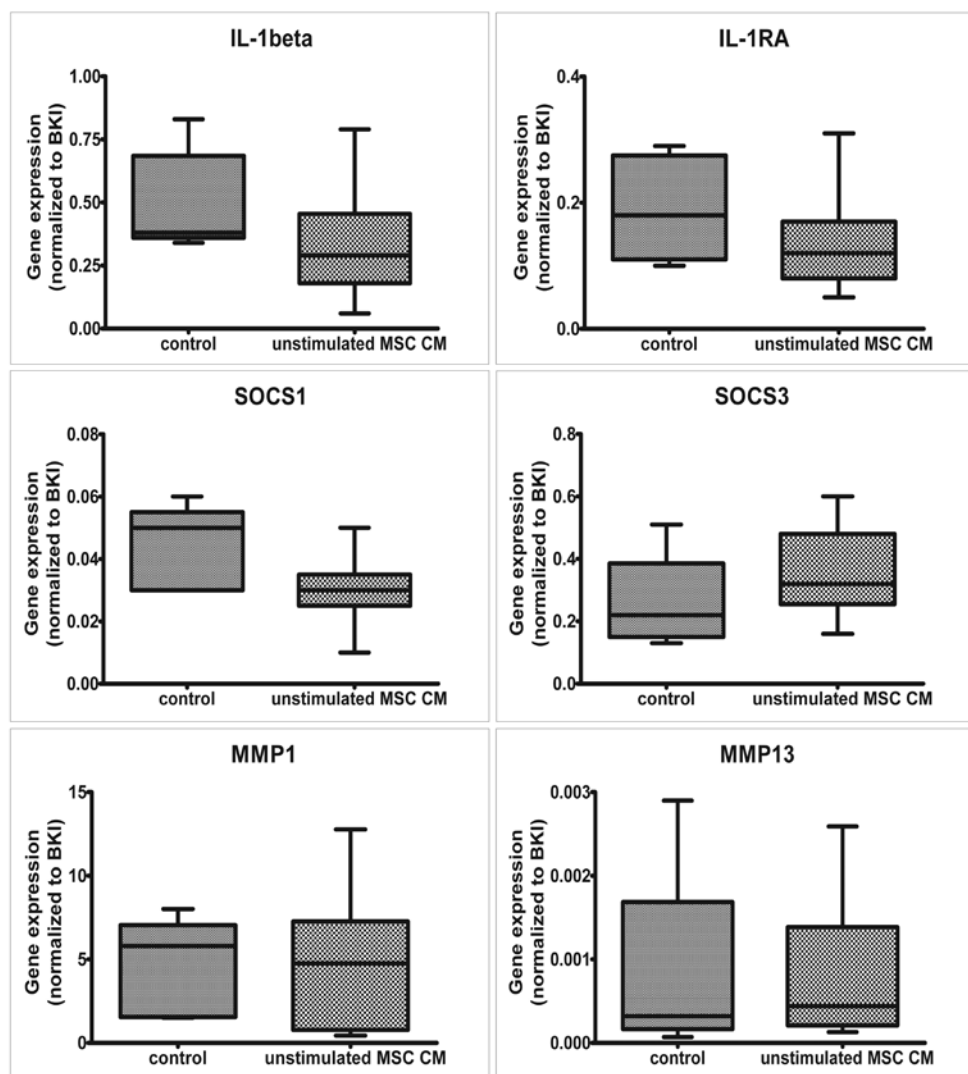 IL-1beta
Gene expression
(normalized to BKI)
1.00
0.75
0.50
0.25
0.00
control
unstimulated MSC CM
IL-1RA
Gene expression
(normalized to BKI)
0.4
0.2
0.0
control
unstimulated MSC CM
SOCS1
Gene expression
(normalized to BKI)
0.08
0.06
0.04
0.02
0.00
control
unstimulated MSC CM
SOCS3
Gene expression
(normalized to BKI)
0.8
0.6
0.4
0.2
0.0
control
unstimulated MSC CM
MMP1
Gene expression
(normalized to BKI)
15
10
5
0
control
unstimulated MSC CM
MMP13
Gene expression
(normalized to BKI)
0.003
0.002
0.001
0.000
control
unstimulated MSC CM